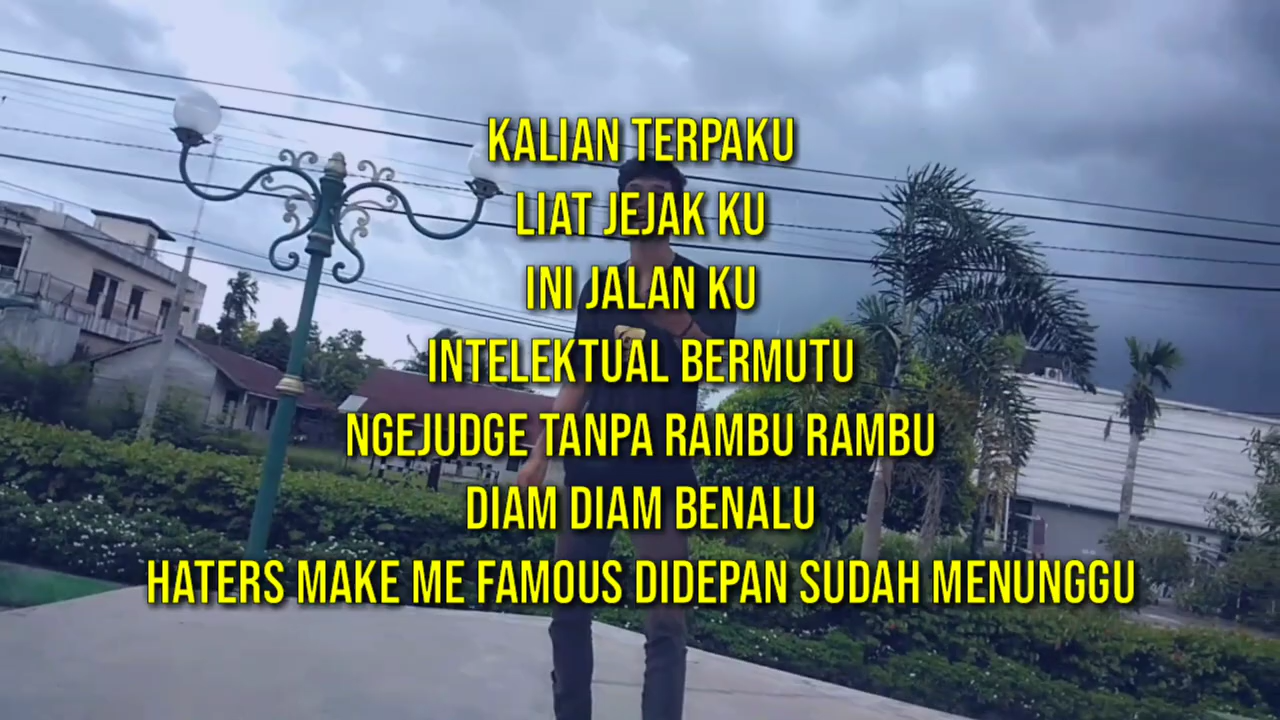 KALIAN TERPAKU
LIAT JEJAK KU
INI JALAN KU
INTELEKTUAL BERMUTU
NGEJUDGE TANPA RAMBU RAMBU
DIAM DIAM BENALU
HATERS MAKE ME FAMOUS DIDEPAN SUDAH MENUNGGU